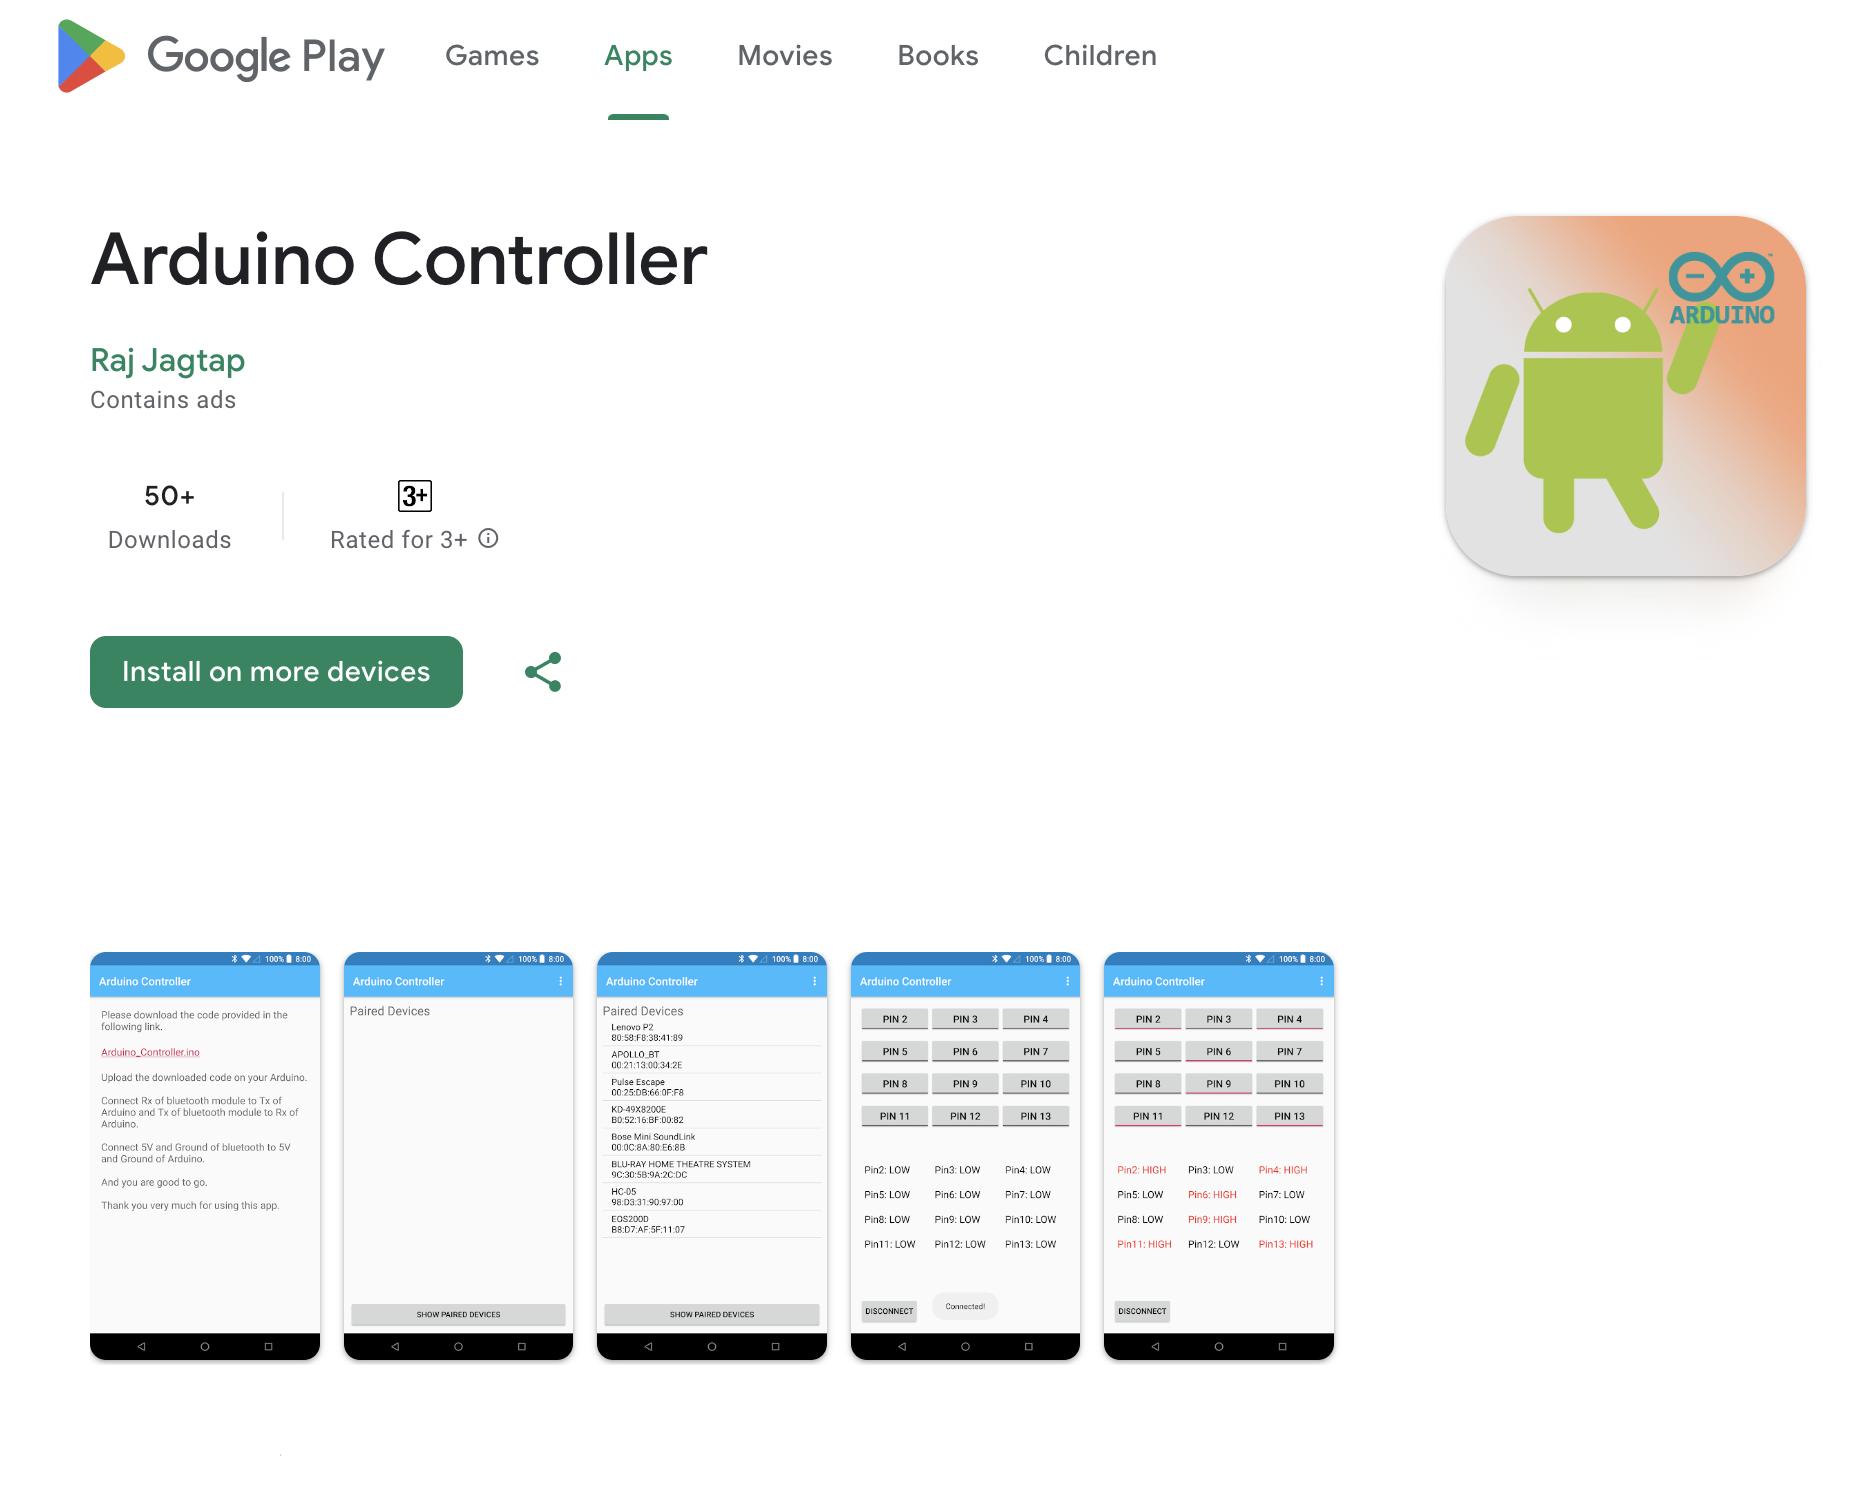 Google Play Games Apps Movies Books Children
Arduino Controller
ARDUINO
Raj Jagtap
Contains ads
50+
Downloads
3+
Rated for 3+
Install on more devices
100% 8:00
Arduino Controller
Please download the code provided in the
following link.
Arduino_Controller.ino
Upload the downloaded code on your Arduino.
Connect Rx of bluetooth module to Tx of
Arduino and Tx of bluetooth module to Rx of
Arduino.
Connect 5V and Ground of bluetooth to 5V
and Ground of Arduino.
And you are good to go.
Thank you very much for using this app.
100% 8:00
Arduino Controller
Paired Devices
SHOW PAIRED DEVICES
100% 8:00
Arduino Controller
Paired Devices
Lenovo P2
80:58:F8:38:41:89
APOLLO_BT
00:21:13:00:34:2E
Pulse Escape
00:25:DB:66:0F:F8
KD-49X8200E
B0:52:16:BF:00:82
Bose Mini SoundLink
00:0C:8A:80:E6:8B
BLU-RAY HOME THEATRE SYSTEM
9C:30:5B:9A:2C:DC
HC-05
98:D3:31:90:97:00
EOS200D
B8:D7:AF:5F:11:07
SHOW PAIRED DEVICES
100% 8:00
Arduino Controller
PIN 2 PIN 3 PIN 4
PIN 5 PIN 6 PIN 7
PIN 8 PIN 9 PIN 10
PIN 11 PIN 12 PIN 13
Pin2: LOW Pin3: LOW Pin4: LOW
Pin5: LOW Pin6: LOW Pin7: LOW
Pin8: LOW Pin9: LOW Pin10: LOW
Pin11: LOW Pin12: LOW Pin13: LOW
DISCONNECT Connected!
100% 8:00
Arduino Controller
PIN 2 PIN 3 PIN 4
PIN 5 PIN 6 PIN 7
PIN 8 PIN 9 PIN 10
PIN 11 PIN 12 PIN 13
Pin2: HIGH Pin3: LOW Pin4: HIGH
Pin5: LOW Pin6: HIGH Pin7: LOW
Pin8: LOW Pin9: HIGH Pin10: LOW
Pin11: HIGH Pin12: LOW Pin13: HIGH
DISCONNECT